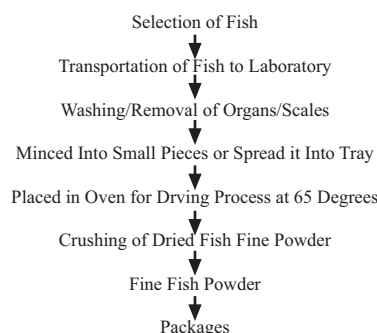 Selection of Fish
Transportation of Fish to Laboratory
Washing/Removal of Organs/Scales
Minced Into Small Pieces or Spread it Into Tray
Placed in Oven for Drving Process at 65 Degrees
Crushing of Dried Fish Fine Powder
Fine Fish Powder
Packages